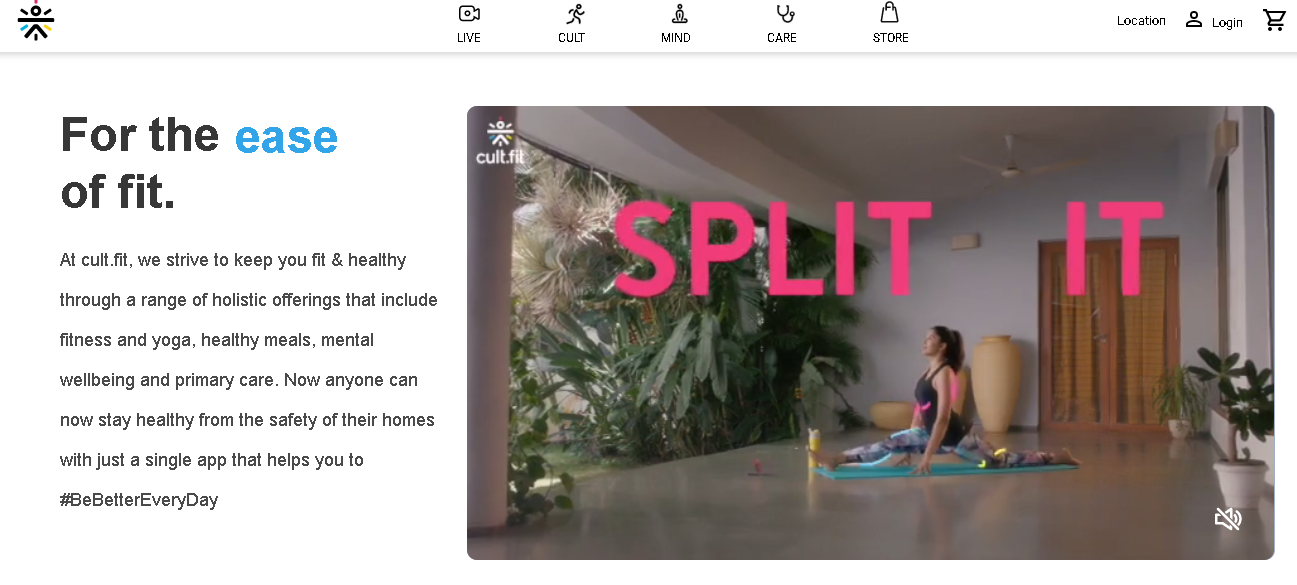 LIVE
CULT
MIND
CARE
STORE
Location
Login
For the ease
of fit.
At cult.fit, we strive to keep you fit & healthy
through a range of holistic offerings that include
fitness and yoga, healthy meals, mental
wellbeing and primary care. Now anyone can
now stay healthy from the safety of their homes
with just a single app that helps you to
#BeBetterEveryDay
cult.fit
SPLIT IT